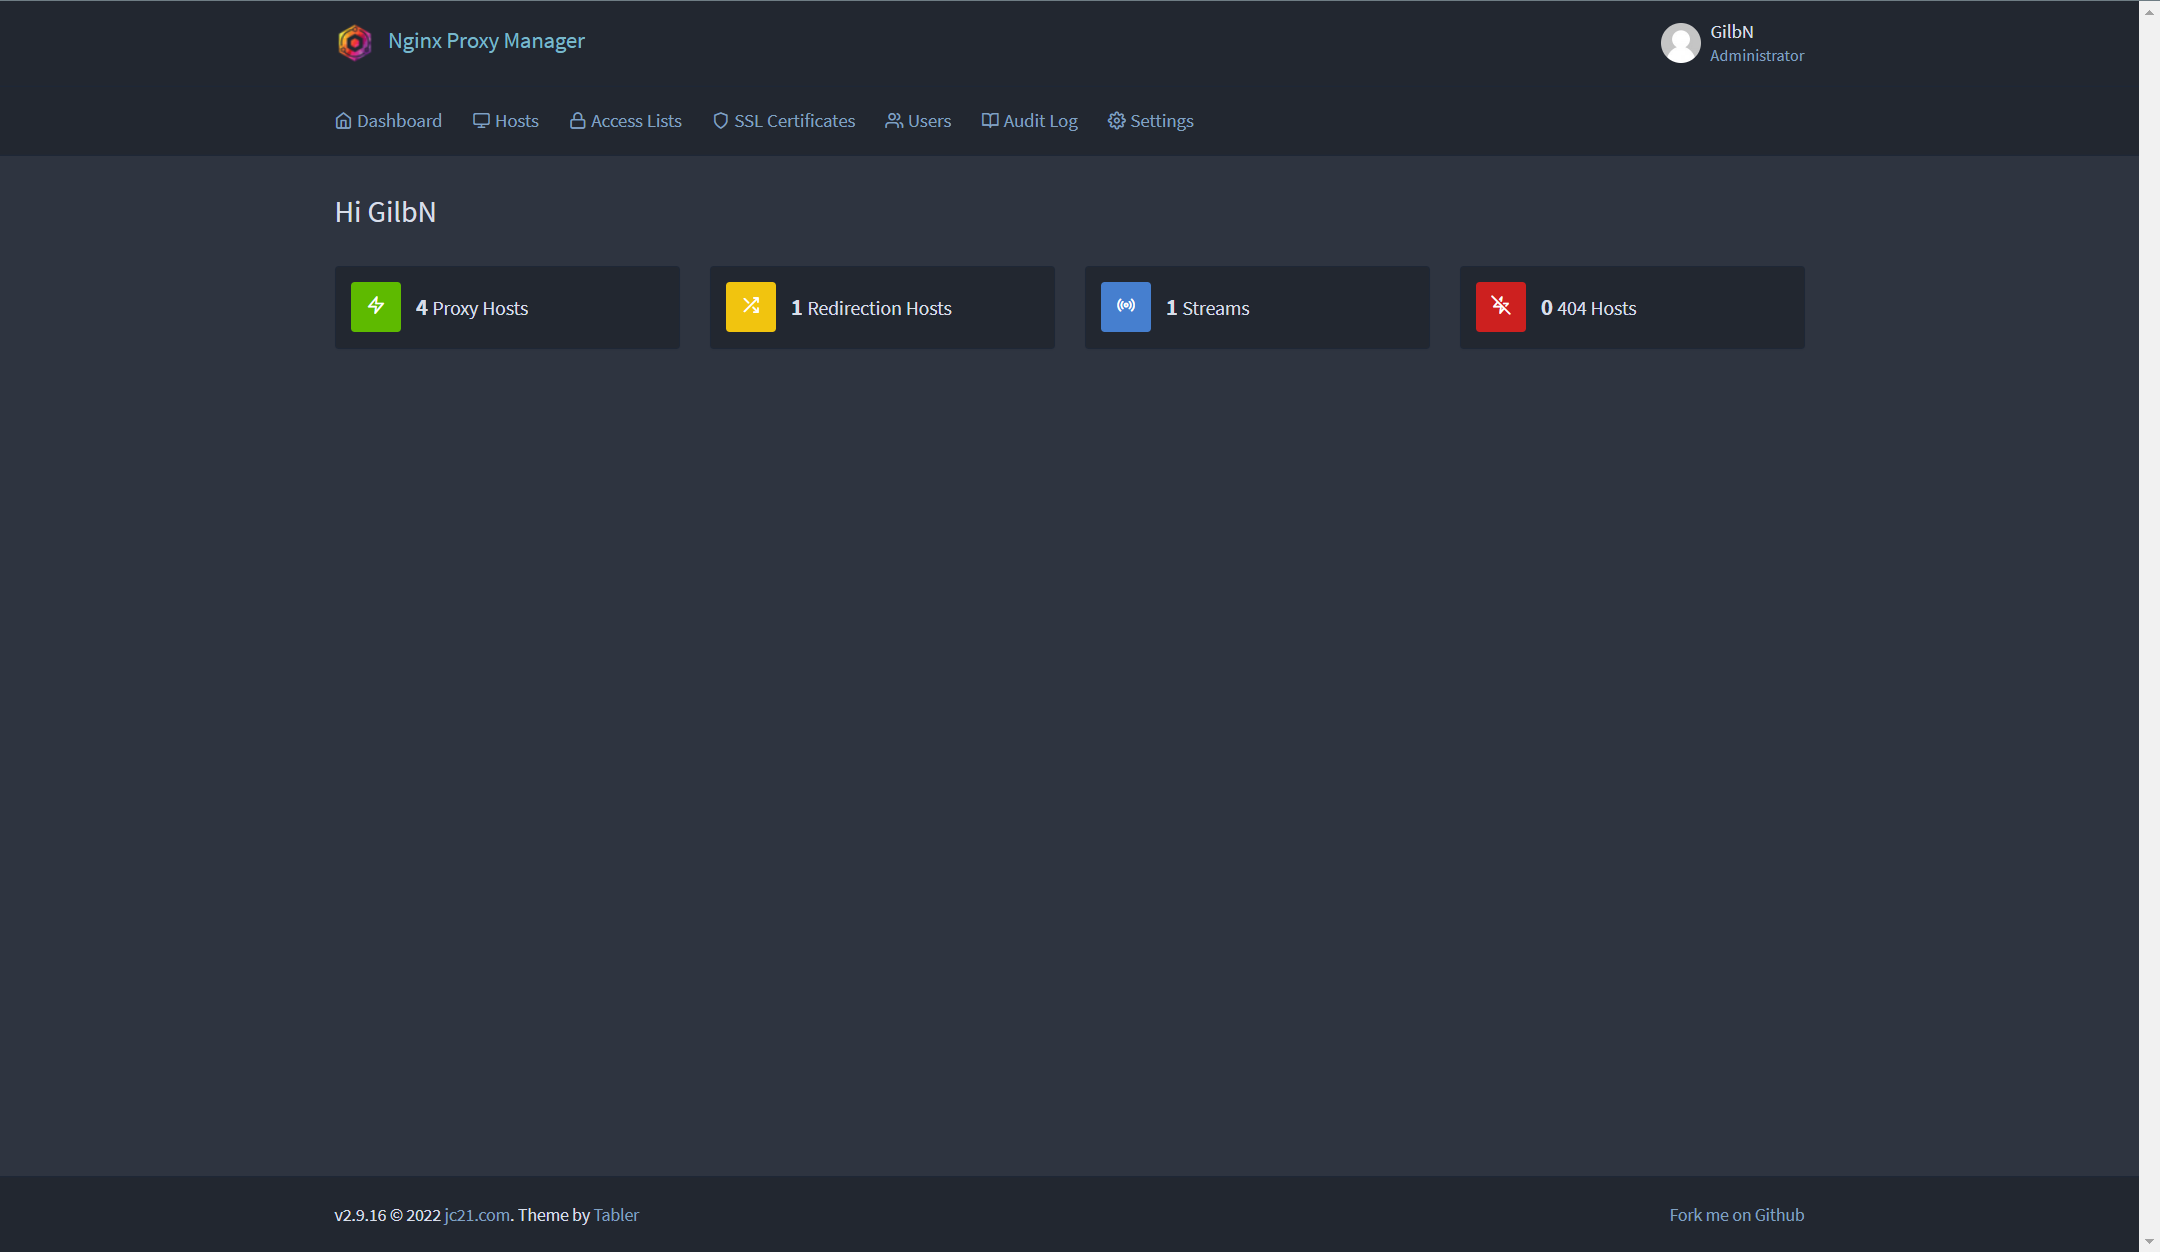 Nginx Proxy Manager
GilbN
Administrator
Dashboard Hosts Access Lists SSL Certificates Users Audit Log Settings
Hi GilbN
4 Proxy Hosts
1 Redirection Hosts
1 Streams
0 404 Hosts
v2.9.16 © 2022 jc21.com. Theme by Tabler
Fork me on Github